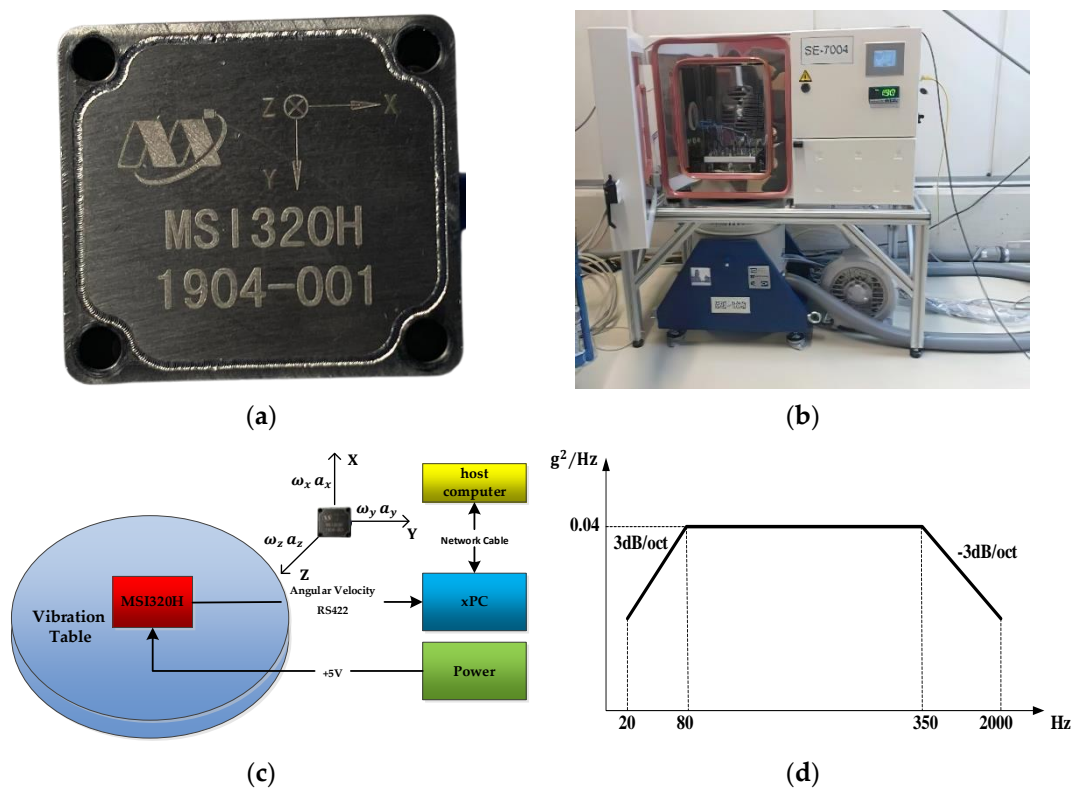 Z X
Y
MSI320H
1904-001
SE-7004
(a)
(b)
X
ωx ax
ωy ay
Y
ωz az
Z
host
computer
Network Cable
MSI320H
Vibration
Table
Angular Velocity
RS422
xPC
+5V
Power
(c)
g²/Hz
0.04
3dB/oct
-3dB/oct
20 80 350 2000 Hz
(d)